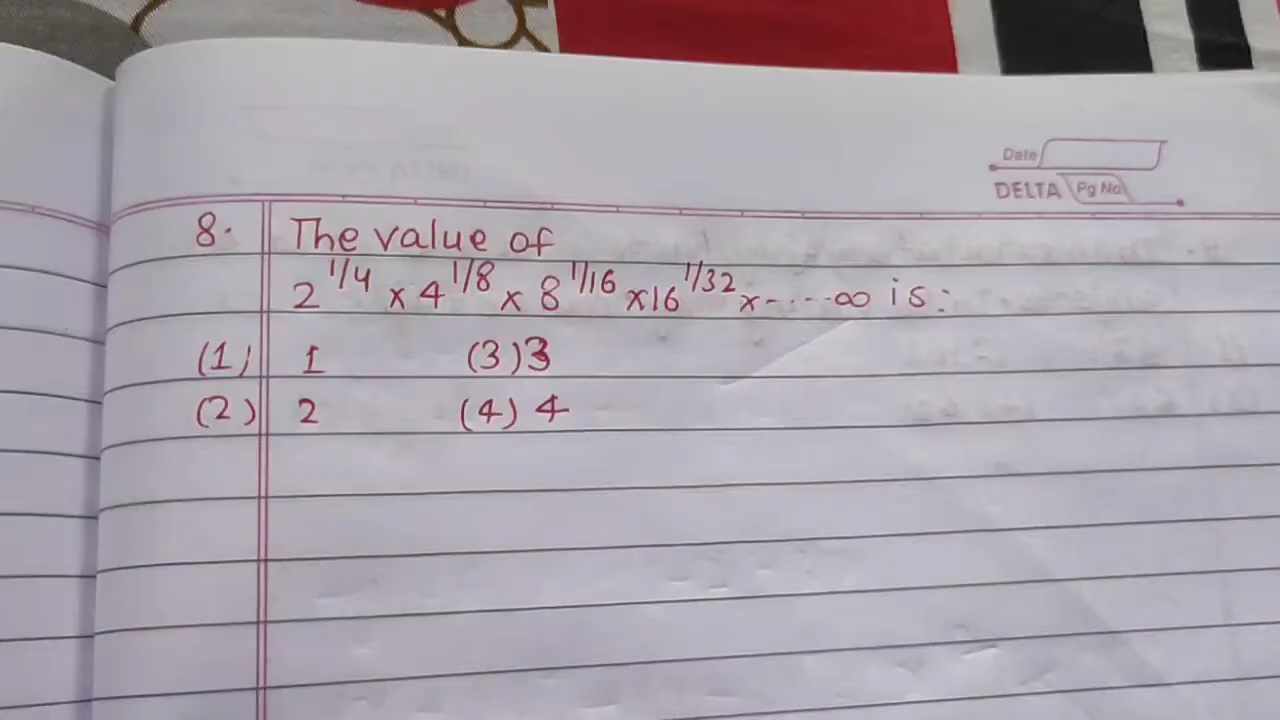 Date
DELTA Pg No
8. The value of
2^1/4 × 4^1/8 × 8^1/16 × 16^1/32 × -....∞ is:
(1) 1 (3) 3
(2) 2 (4) 4